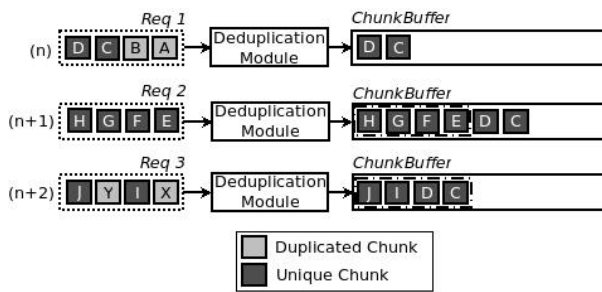 Req 1 ChunkBuffer
(n) D C B A Deduplication Module D C
Req 2 ChunkBuffer
(n+1) H G F E Deduplication Module H G F E D C
Req 3 ChunkBuffer
(n+2) J Y I X Deduplication Module J I D C
Duplicated Chunk
Unique Chunk